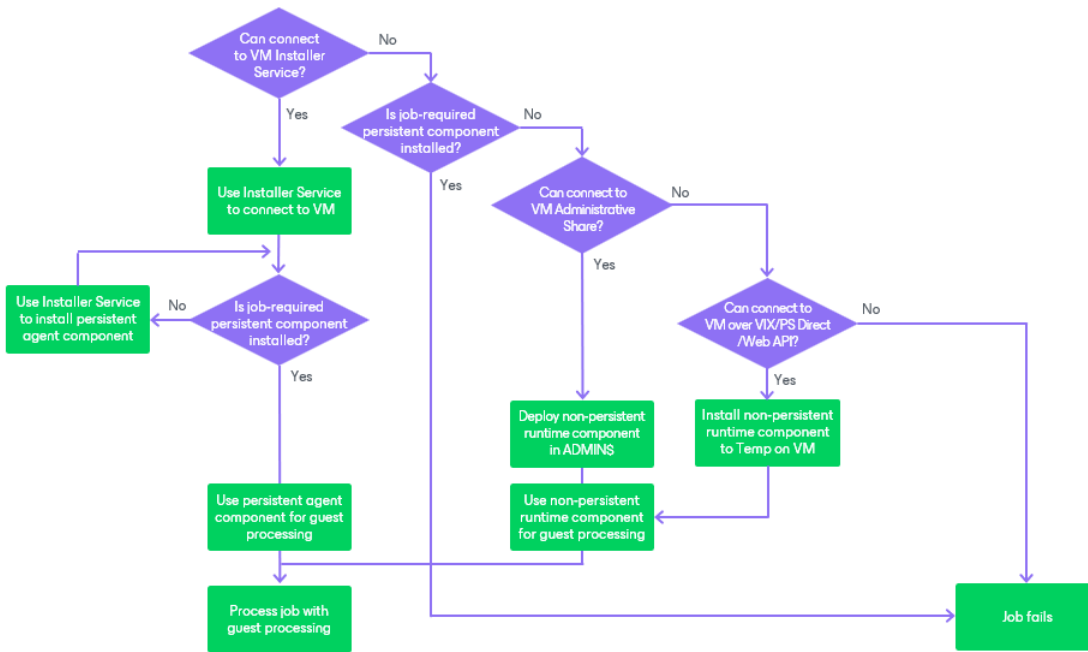 Can connect
to VM Installer
Service?
No
Yes
Is job-required
persistent component
installed?
No
Yes
Use Installer Service
to connect to VM
Can connect to
VM Administrative
Share?
No
Yes
Use Installer Service
to install persistent
agent component
No
Is job-required
persistent component
installed?
Yes
Can connect to
VM over VIX/PS Direct
/Web API?
No
Yes
Deploy non-persistent
runtime component
in ADMIN$
Install non-persistent
runtime component
to Temp on VM
Use persistent agent
component for guest
processing
Use non-persistent
runtime component
for guest processing
Process job with
guest processing
Job fails